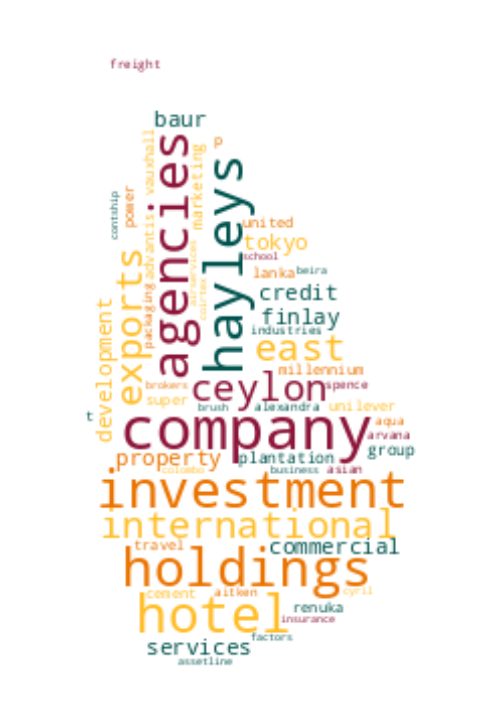 freight
baur
p
vauxhall
agencies
marketing
hayleys
contship
power
united
tokyo
school
advantis
airservices
lanka
beira
packaging
exports
credit
finlay
industries
development
east
millennium
brokers
ceylon
spence
super
brush
alexandra
unilever
t
company
aqua
arvana
group
property
plantation
colombo
business
asian
investment
international
travel
commercial
holdings
cement
aitken
cyril
hotel
renuka
insurance
factors
services
assetline